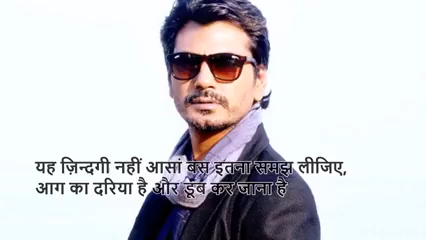 यह ज़िन्दगी नहीं आसां बस इतना समझ लीजिए,
आग का दरिया है और डूब कर जाना है